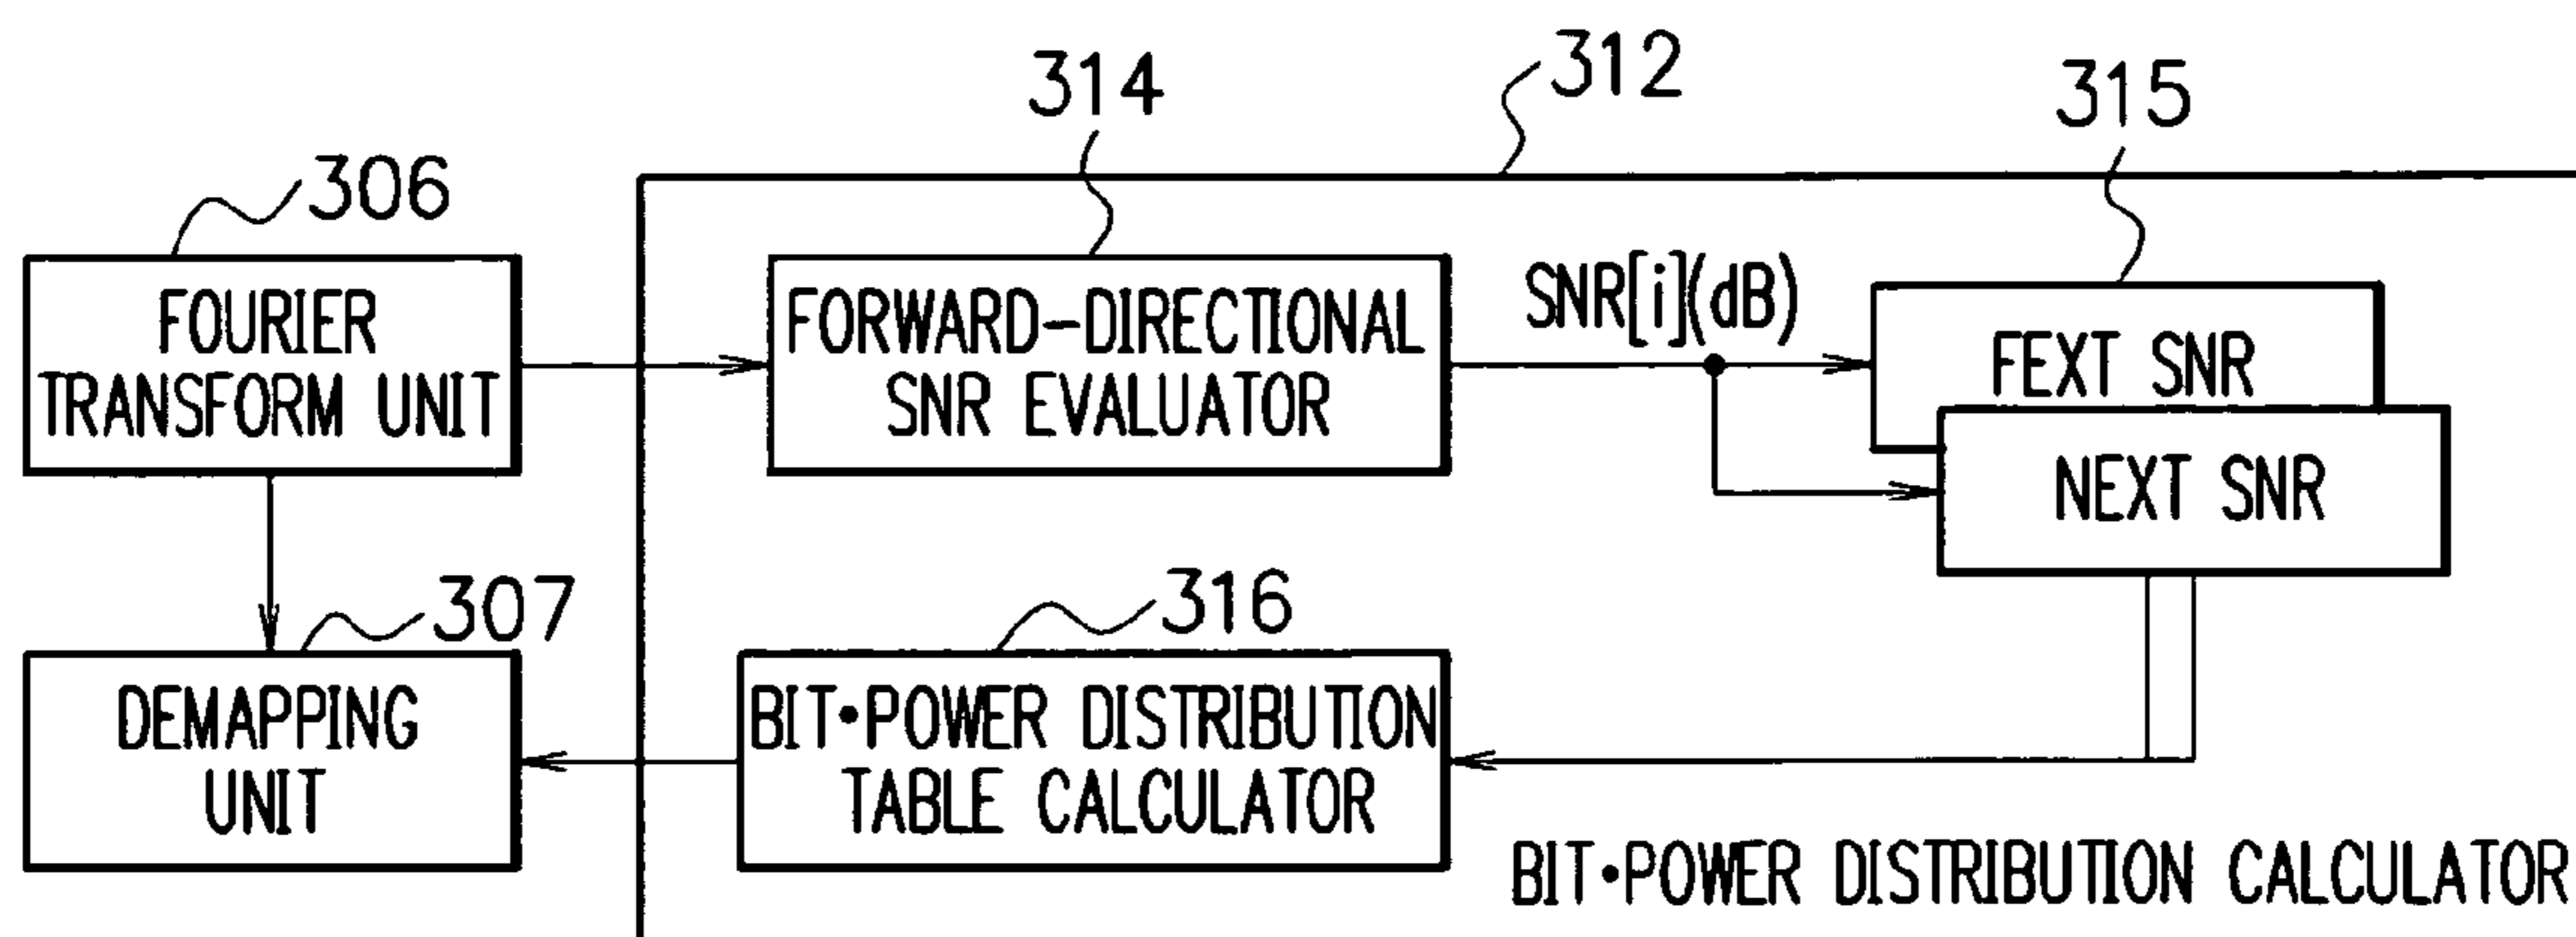 312
314
315
306
FOURIER
TRANSFORM UNIT
FORWARD-DIRECTIONAL
SNR EVALUATOR
SNR[i](dB)
FEXT SNR
NEXT SNR
307
316
DEMAPPING
UNIT
BIT•POWER DISTRIBUTION
TABLE CALCULATOR
BIT•POWER DISTRIBUTION CALCULATOR